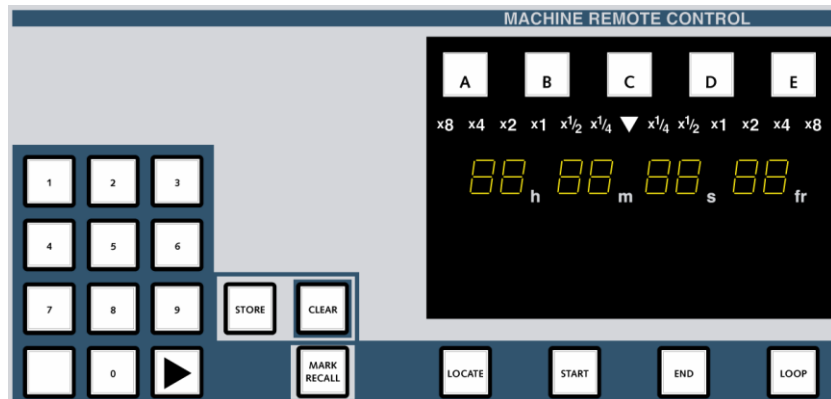 MACHINE REMOTE CONTROL
A B C D E
x8 x4 x2 x1 x1/2 x1/4 ▼ x1/4 x1/2 x1 x2 x4 x8
88 h 88 m 88 s 88 fr
1 2 3
4 5 6
7 8 9 STORE CLEAR
0 ▶ MARK RECALL LOCATE START END LOOP